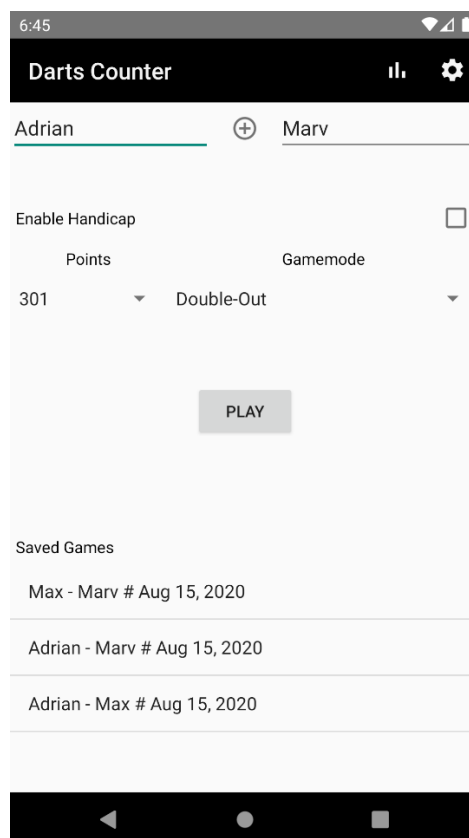 6:45
Darts Counter
Adrian Marv
Enable Handicap
Points Gamemode
301 Double-Out
PLAY
Saved Games
Max - Marv # Aug 15, 2020
Adrian - Marv # Aug 15, 2020
Adrian - Max # Aug 15, 2020